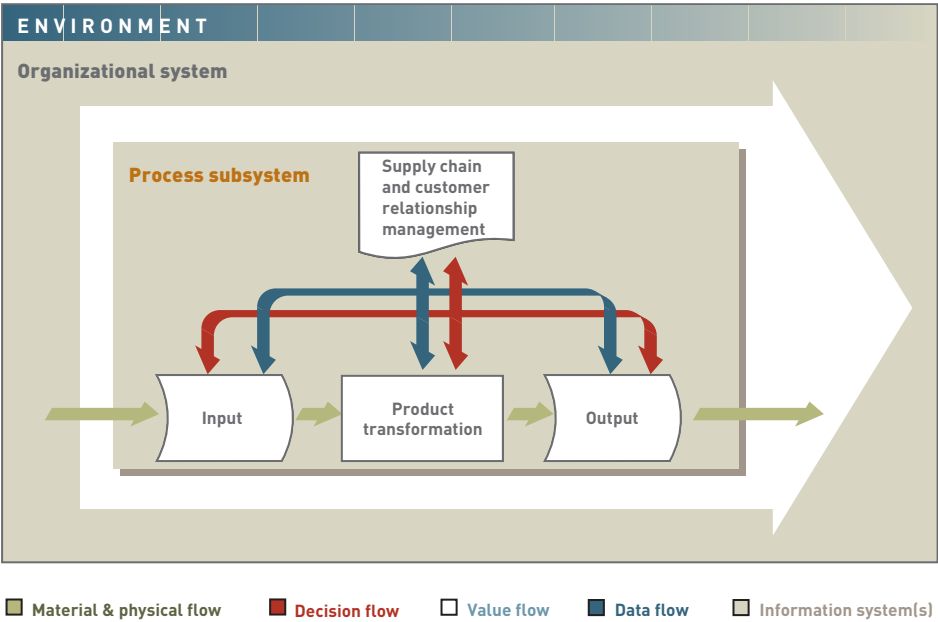 ENVIRONMENT
Organizational system
Process subsystem
Supply chain
and customer
relationship
management
Input
Product
transformation
Output
Material & physical flow
Decision flow
Value flow
Data flow
Information system(s)